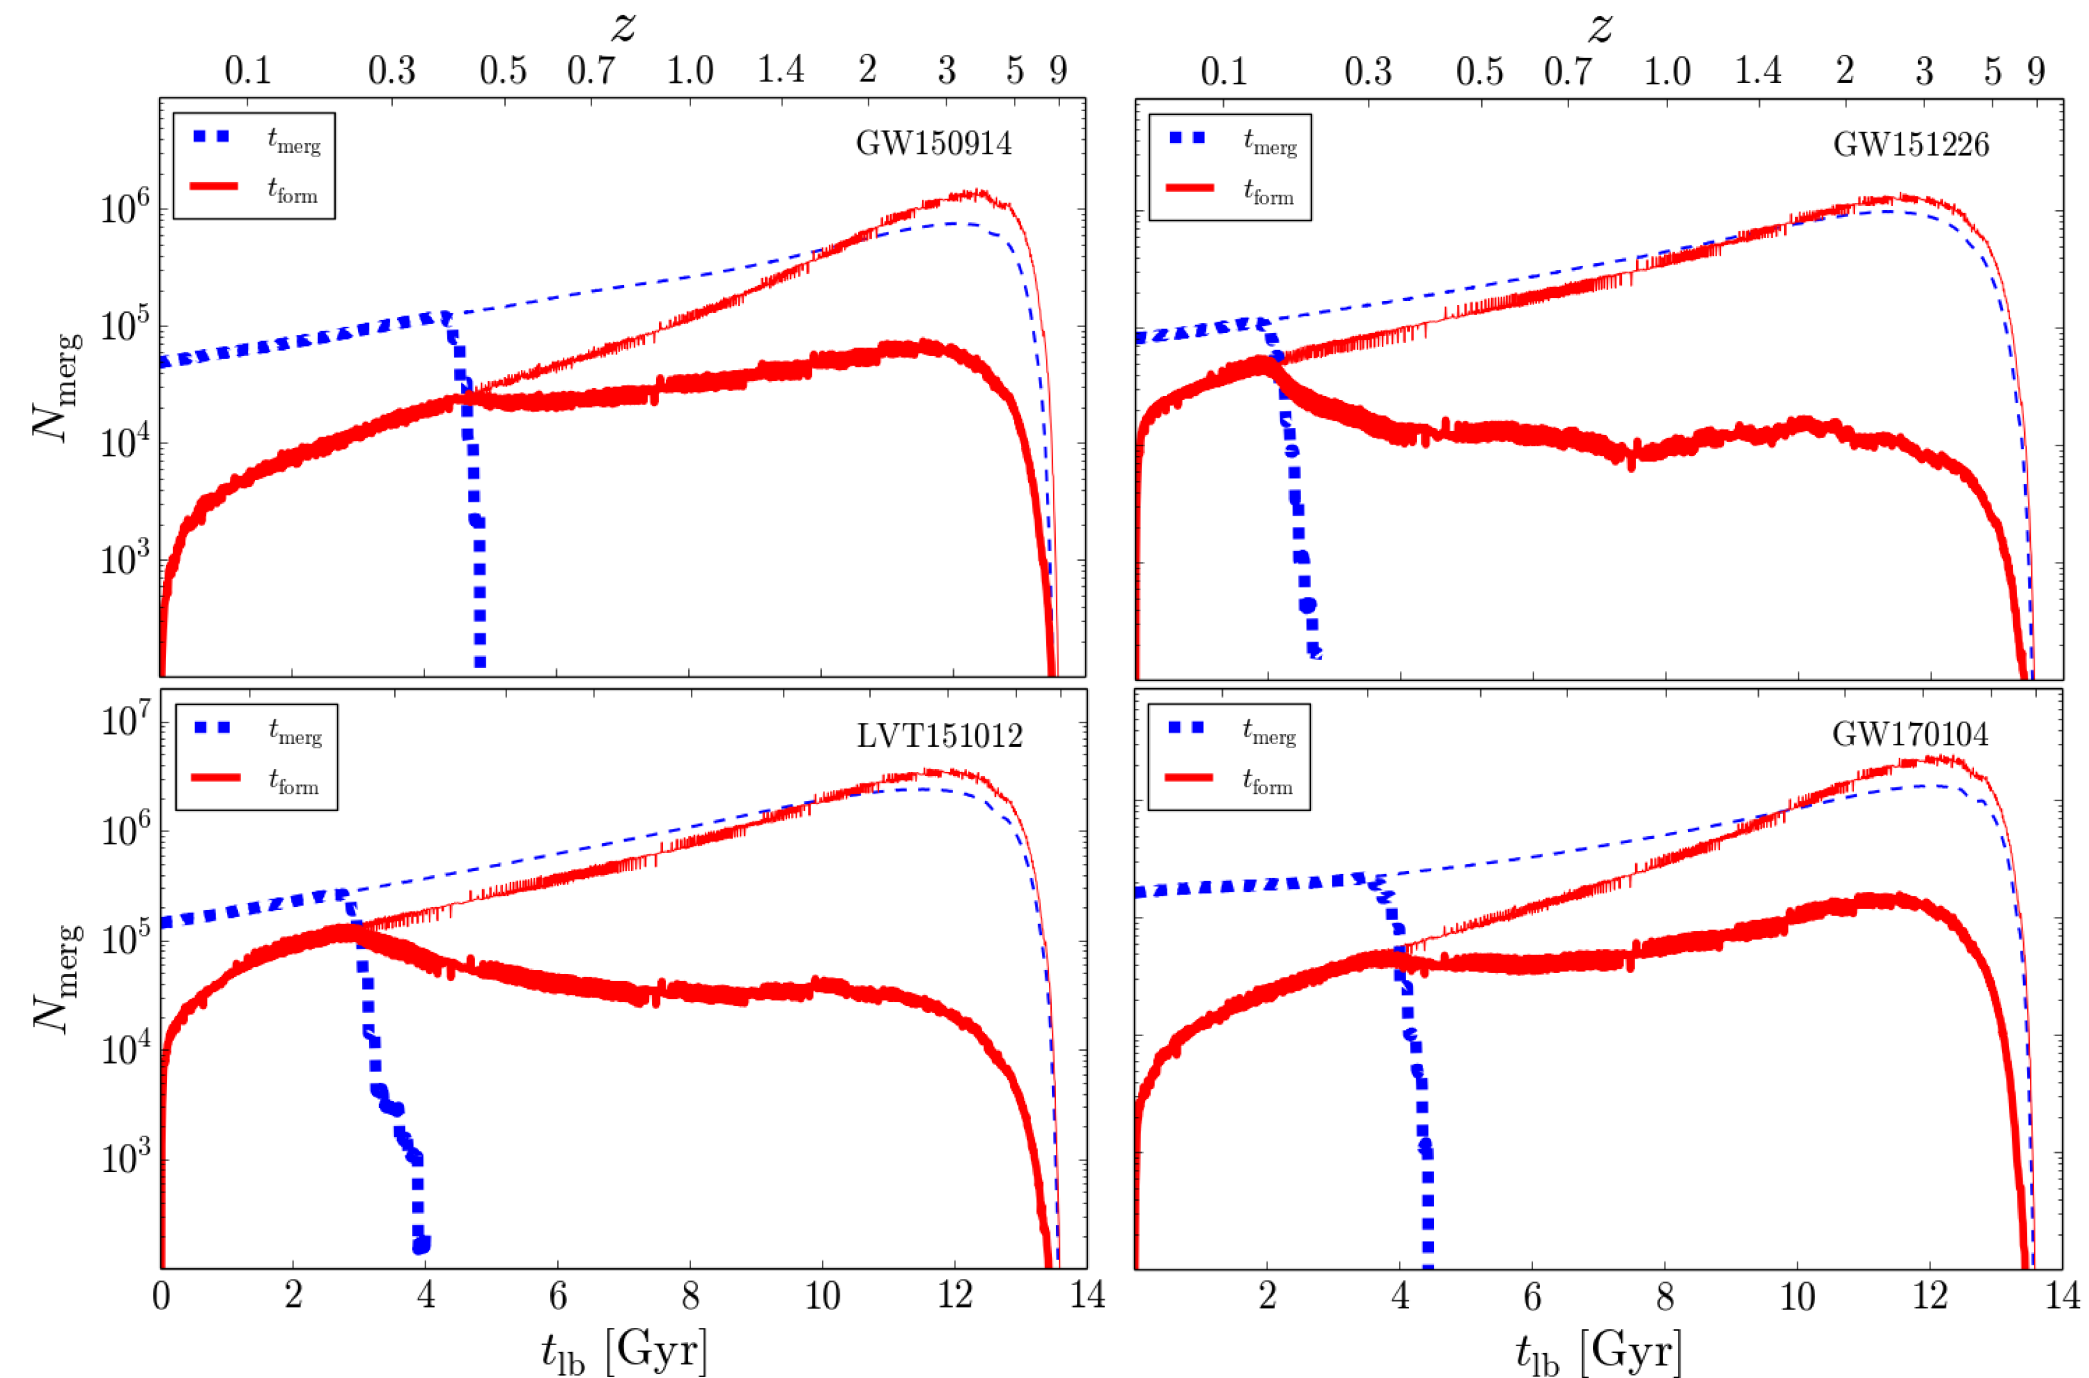 z
0.1 0.3 0.5 0.7 1.0 1.4 2 3 5 9
t_merg
t_form
GW150914
10^6
10^5
10^4
10^3
N_merg
z
0.1 0.3 0.5 0.7 1.0 1.4 2 3 5 9
t_merg
t_form
GW151226
t_merg
t_form
LVT151012
10^7
10^6
10^5
10^4
10^3
N_merg
0 2 4 6 8 10 12 14
t_lb [Gyr]
t_merg
t_form
GW170104
2 4 6 8 10 12 14
t_lb [Gyr]